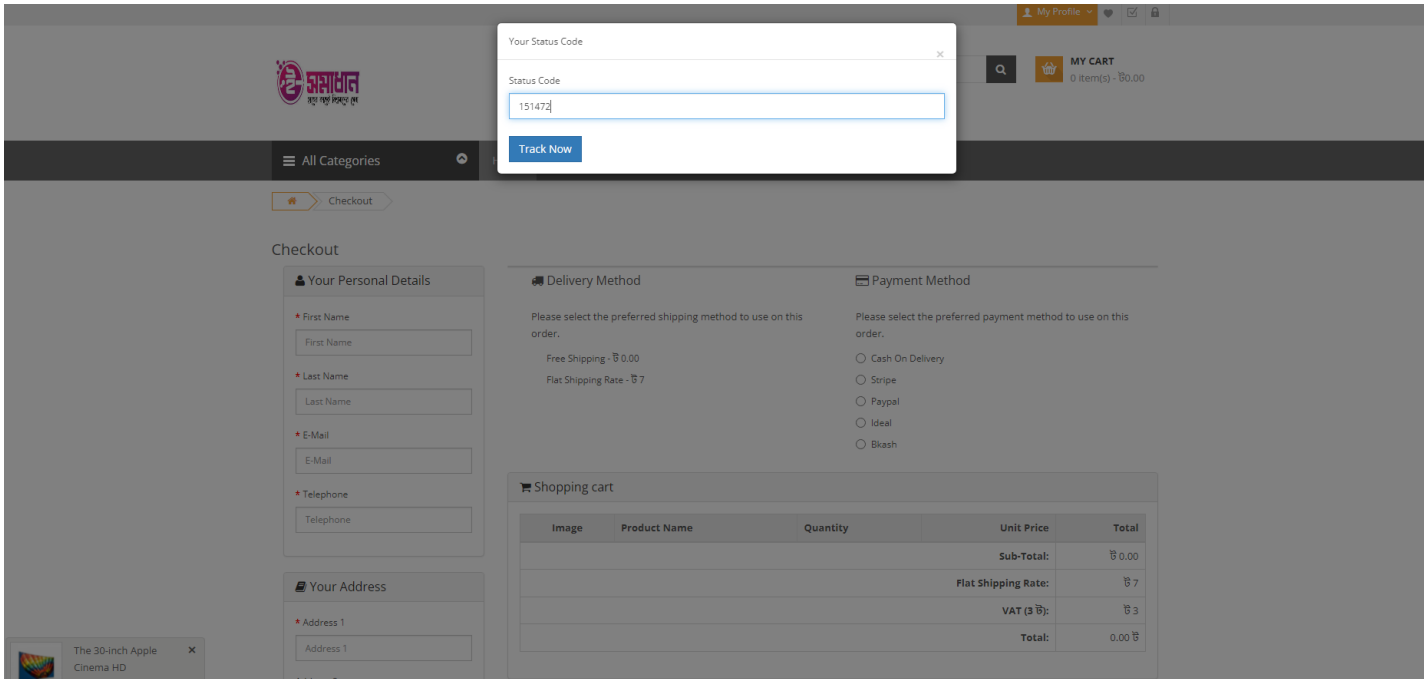 My Profile
Your Status Code
×
Status Code
151472
Track Now
ই-সমাধান
MY CART
0 item(s) - ৳0.00
All Categories
Checkout
Checkout
Your Personal Details
* First Name
First Name
* Last Name
Last Name
* E-Mail
E-Mail
* Telephone
Telephone
Your Address
* Address 1
Address 1
Delivery Method
Please select the preferred shipping method to use on this
order.
Free Shipping - ৳ 0.00
Flat Shipping Rate - ৳ 7
Payment Method
Please select the preferred payment method to use on this
order.
Cash On Delivery
Stripe
Paypal
Ideal
Bkash
Shopping cart
Image Product Name Quantity Unit Price Total
Sub-Total: ৳ 0.00
Flat Shipping Rate: ৳ 7
VAT (3 ৳): ৳ 3
Total: 0.00 ৳
The 30-inch Apple
Cinema HD
×